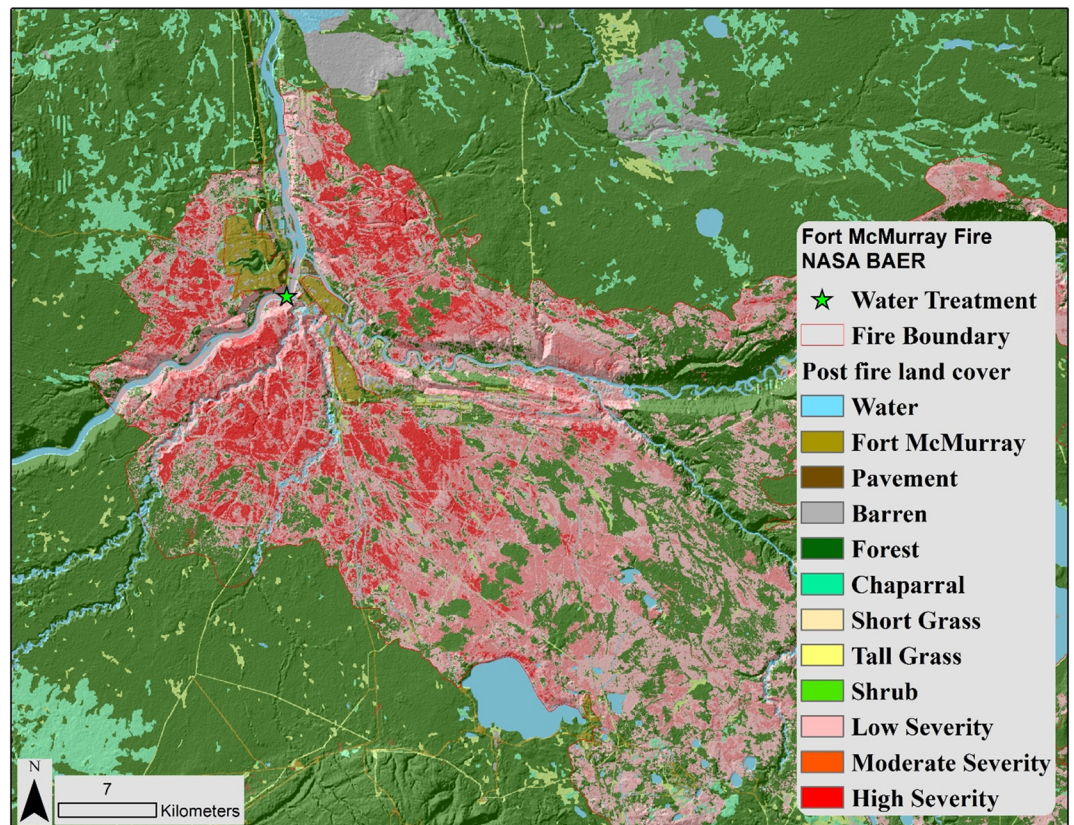 Fort McMurray Fire
NASA BAER
Water Treatment
Fire Boundary
Post fire land cover
Water
Fort McMurray
Pavement
Barren
Forest
Chaparral
Short Grass
Tall Grass
Shrub
Low Severity
Moderate Severity
High Severity
N
7
Kilometers